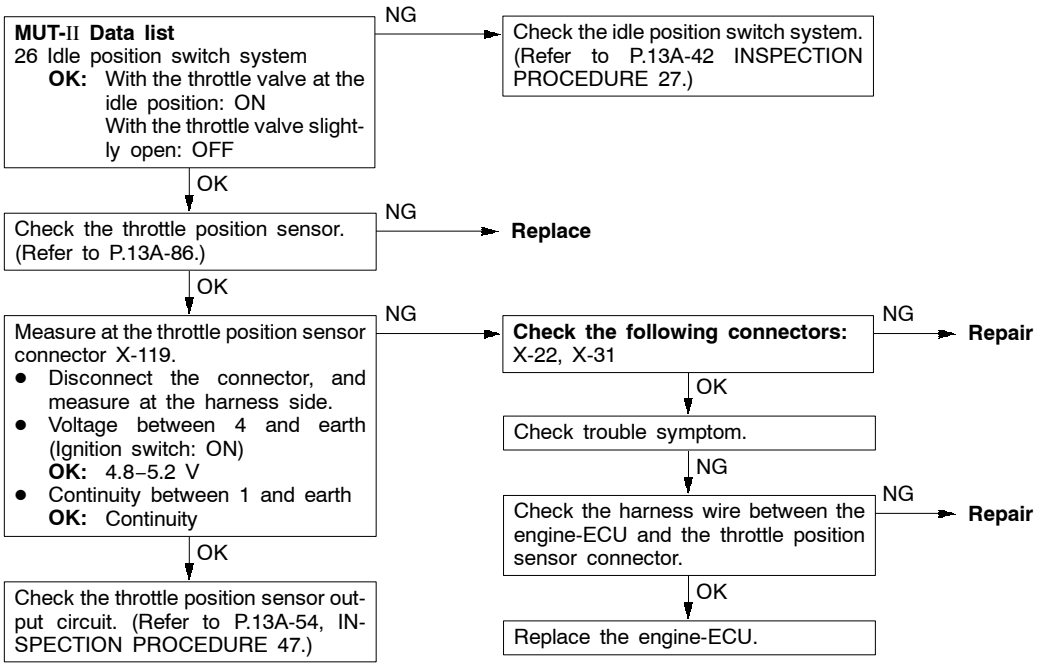 MUT-II Data list
26 Idle position switch system
OK: With the throttle valve at the
idle position: ON
With the throttle valve slight-
ly open: OFF
NG
Check the idle position switch system.
(Refer to P.13A-42 INSPECTION
PROCEDURE 27.)
OK
Check the throttle position sensor.
(Refer to P.13A-86.)
NG
Replace
OK
Measure at the throttle position sensor
connector X-119.
● Disconnect the connector, and
measure at the harness side.
● Voltage between 4 and earth
(Ignition switch: ON)
OK: 4.8–5.2 V
● Continuity between 1 and earth
OK: Continuity
NG
Check the following connectors:
X-22, X-31
NG
Repair
OK
Check trouble symptom.
NG
Check the harness wire between the
engine-ECU and the throttle position
sensor connector.
NG
Repair
OK
Replace the engine-ECU.
OK
Check the throttle position sensor out-
put circuit. (Refer to P.13A-54, IN-
SPECTION PROCEDURE 47.)